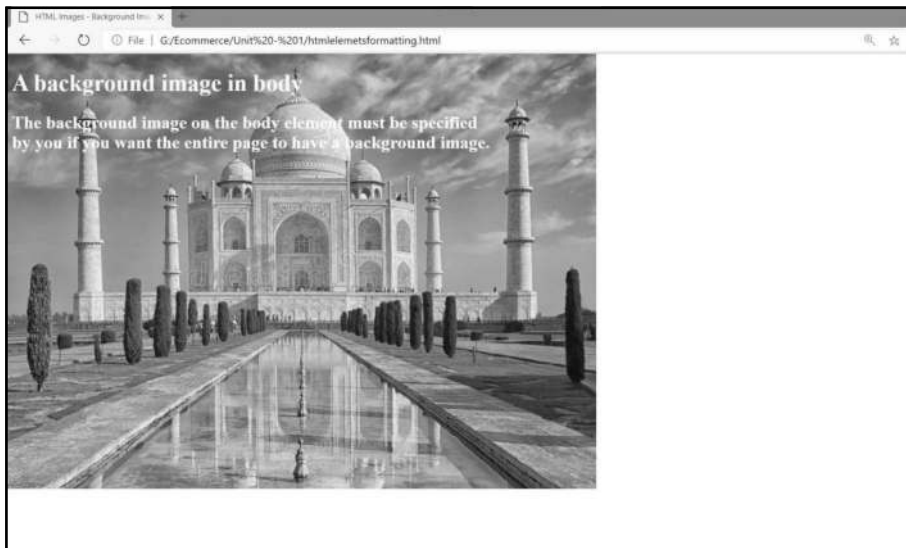 HTML Images - Background Im
File | G:/Ecommerce/Unit%20-%201/htmlelemetsformatting.html
A background image in body
The background image on the body element must be specified
by you if you want the entire page to have a background image.